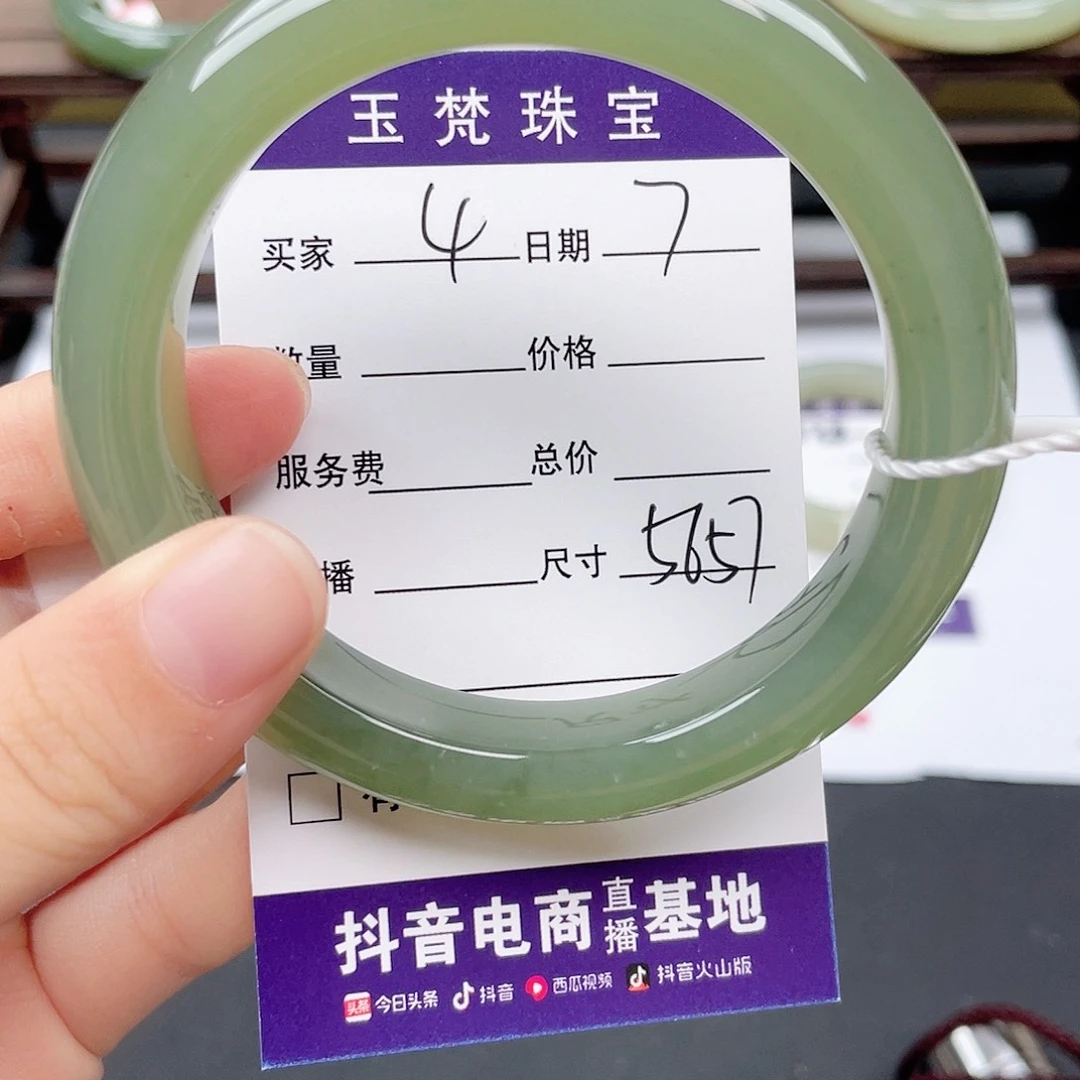 玉梵珠宝
买家 4 日期 7
数量 价格
服务费 总价
播 尺寸 5657
抖音电商直播基地
今日头条 抖音 西瓜视频 抖音火山版